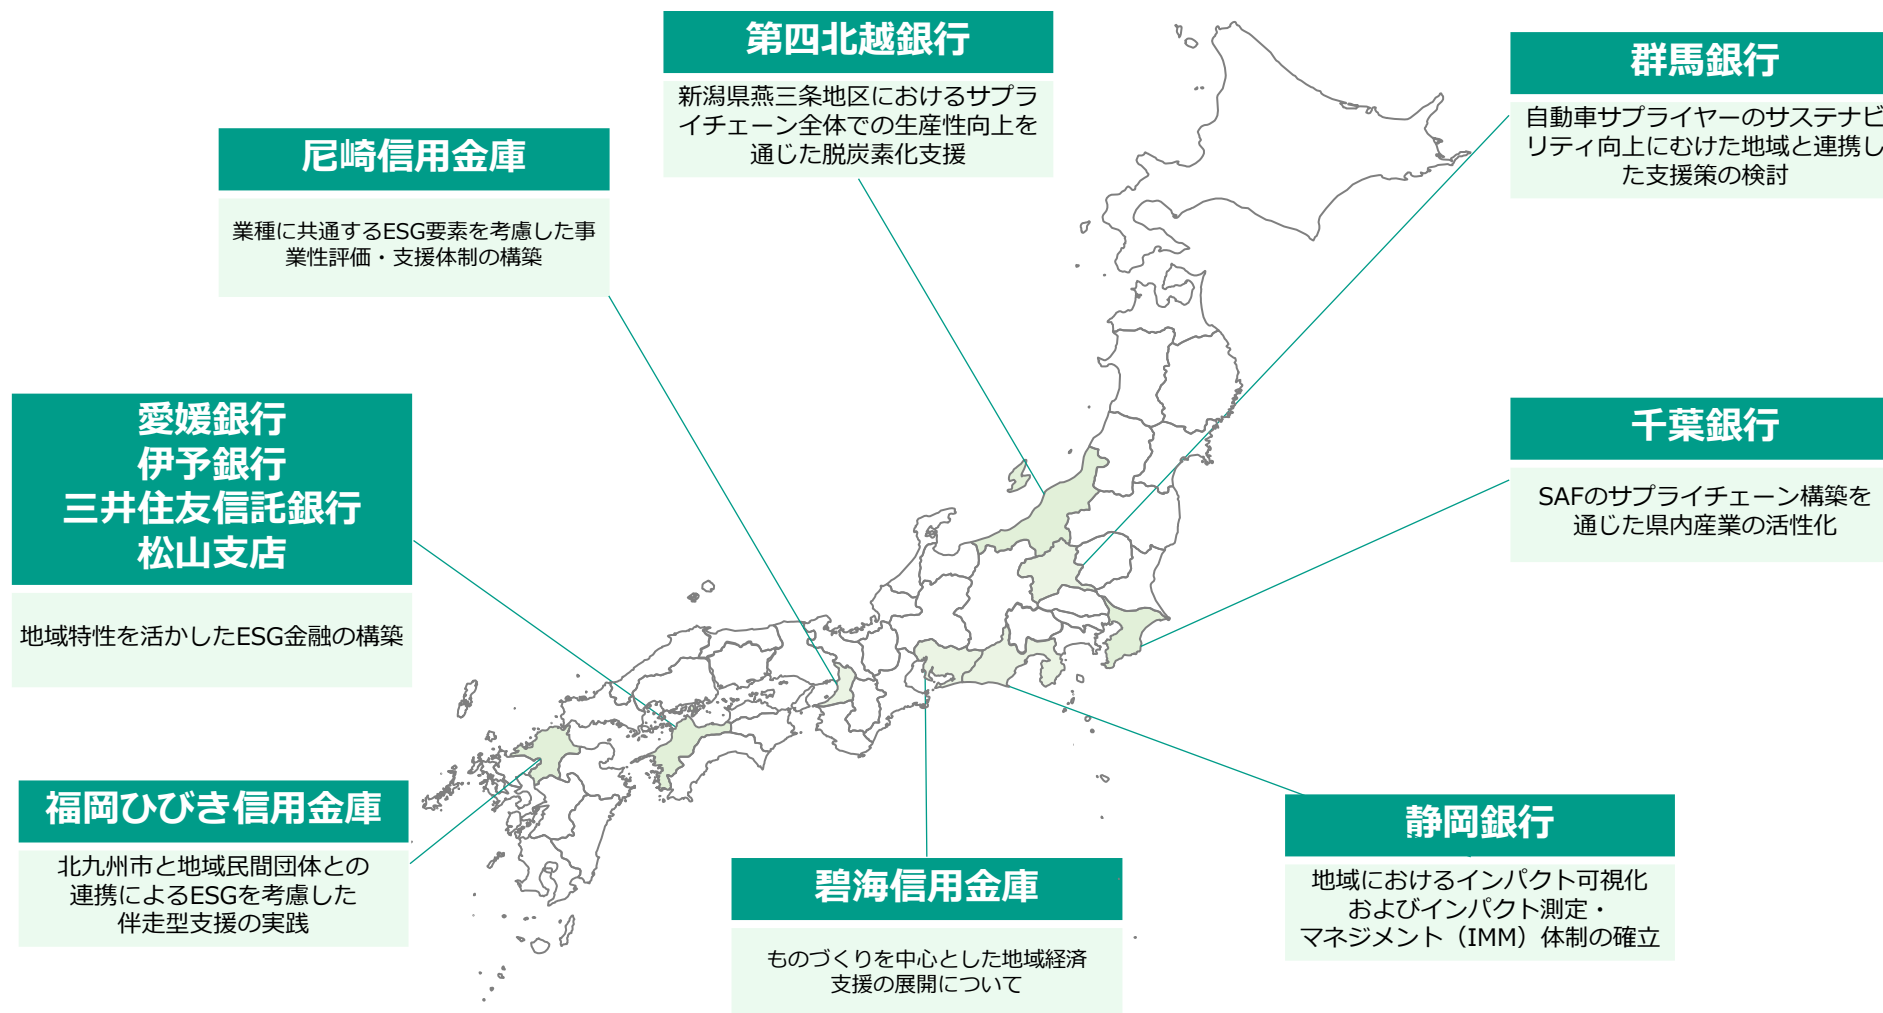 第四北越銀行
新潟県燕三条地区におけるサプラ
イチェーン全体での生産性向上を
通じた脱炭素化支援
群馬銀行
自動車サプライヤーのサステナビ
リティ向上にむけた地域と連携し
た支援策の検討
尼崎信用金庫
業種に共通するESG要素を考慮した事
業性評価・支援体制の構築
愛媛銀行
伊予銀行
三井住友信託銀行
松山支店
地域特性を活かしたESG金融の構築
千葉銀行
SAFのサプライチェーン構築を
通じた県内産業の活性化
福岡ひびき信用金庫
北九州市と地域民間団体との
連携によるESGを考慮した
伴走型支援の実践
碧海信用金庫
ものづくりを中心とした地域経済
支援の展開について
静岡銀行
地域におけるインパクト可視化
およびインパクト測定・
マネジメント（IMM）体制の確立